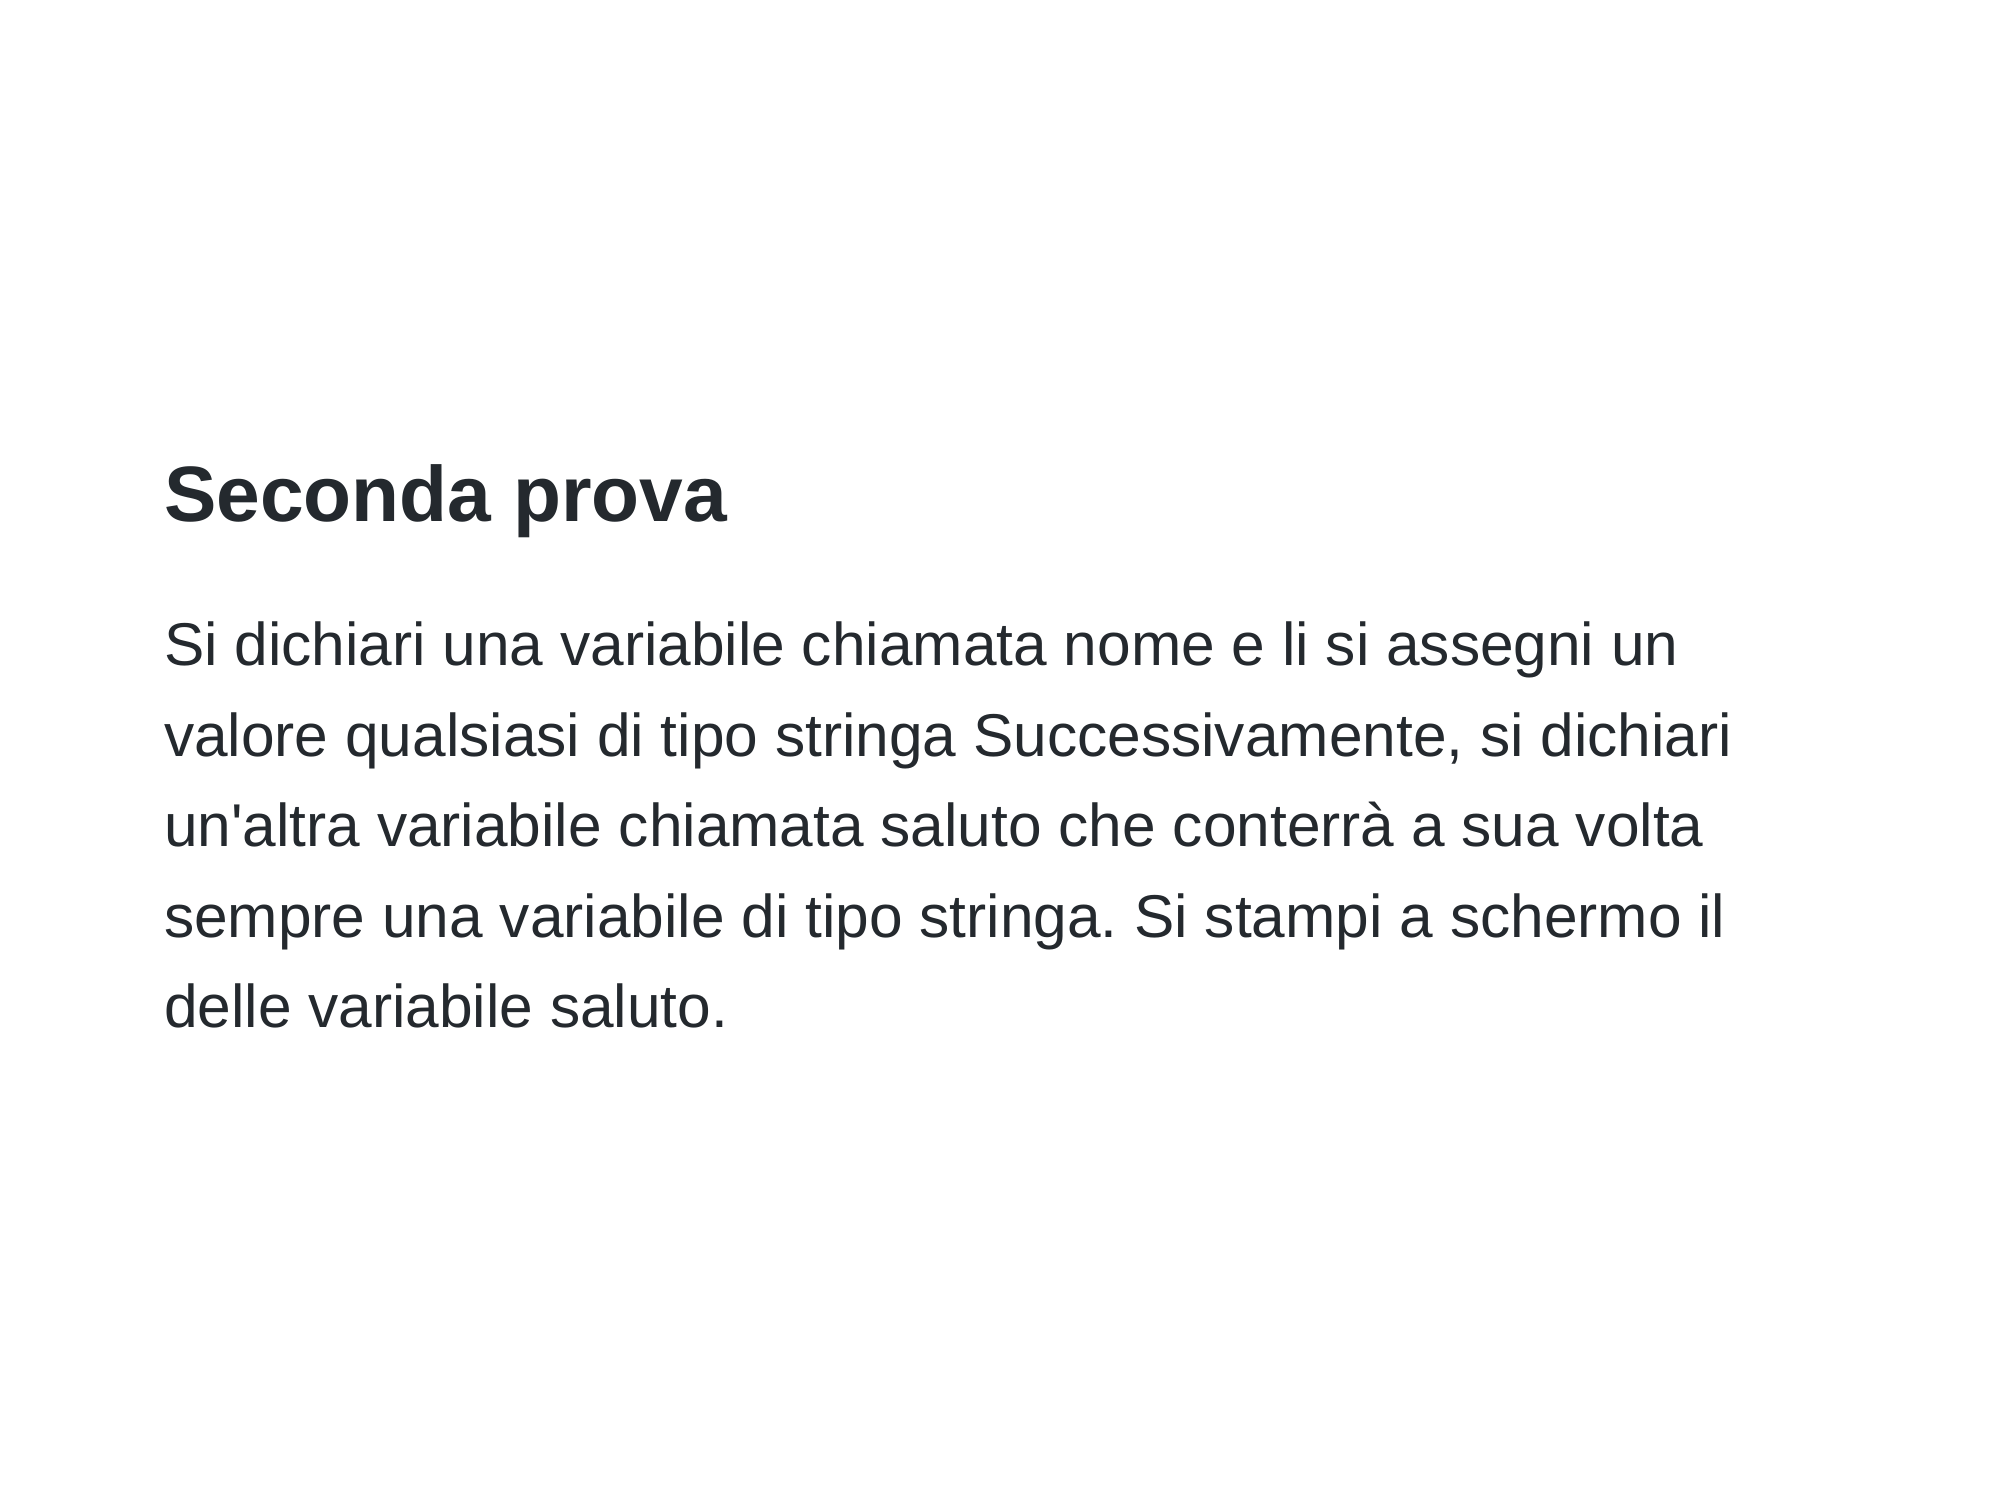 Seconda prova
Si dichiari una variabile chiamata nome e li si assegni un
valore qualsiasi di tipo stringa Successivamente, si dichiari
un'altra variabile chiamata saluto che conterrà a sua volta
sempre una variabile di tipo stringa. Si stampi a schermo il
delle variabile saluto.